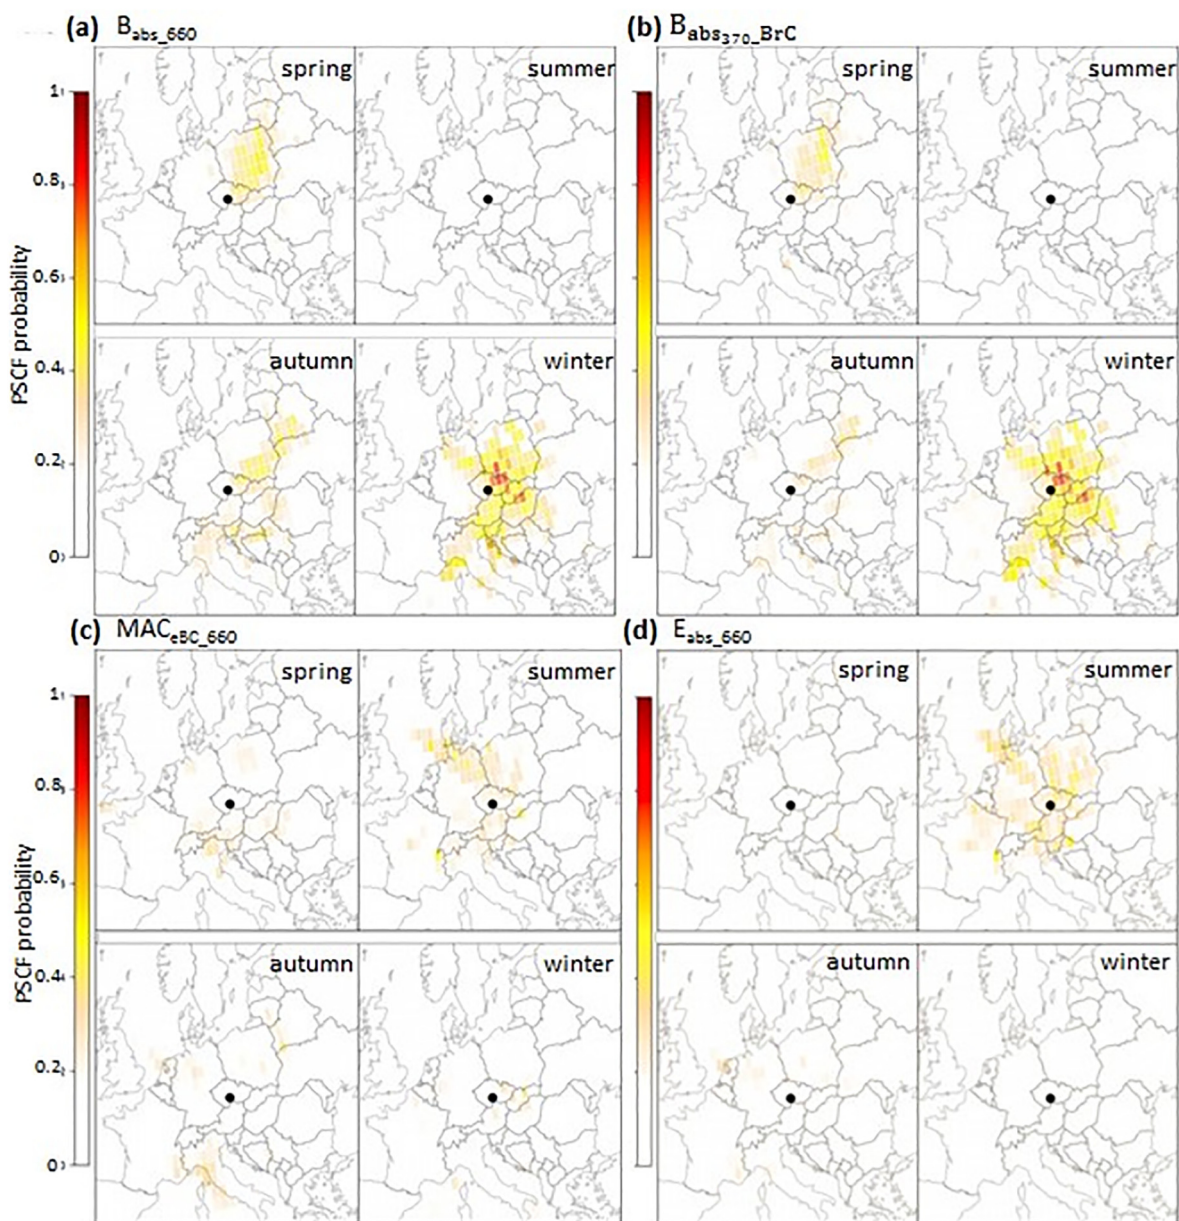 (a) Babs_660
(b) Babs370_BrC
spring
summer
spring
summer
1
0.8
0.6
0.4
0.2
0
PSCF probability
autumn
winter
autumn
winter
(c) MACeBC_660
(d) Eabs_660
spring
summer
spring
summer
1
0.8
0.6
0.4
0.2
0
PSCF probability
autumn
winter
autumn
winter